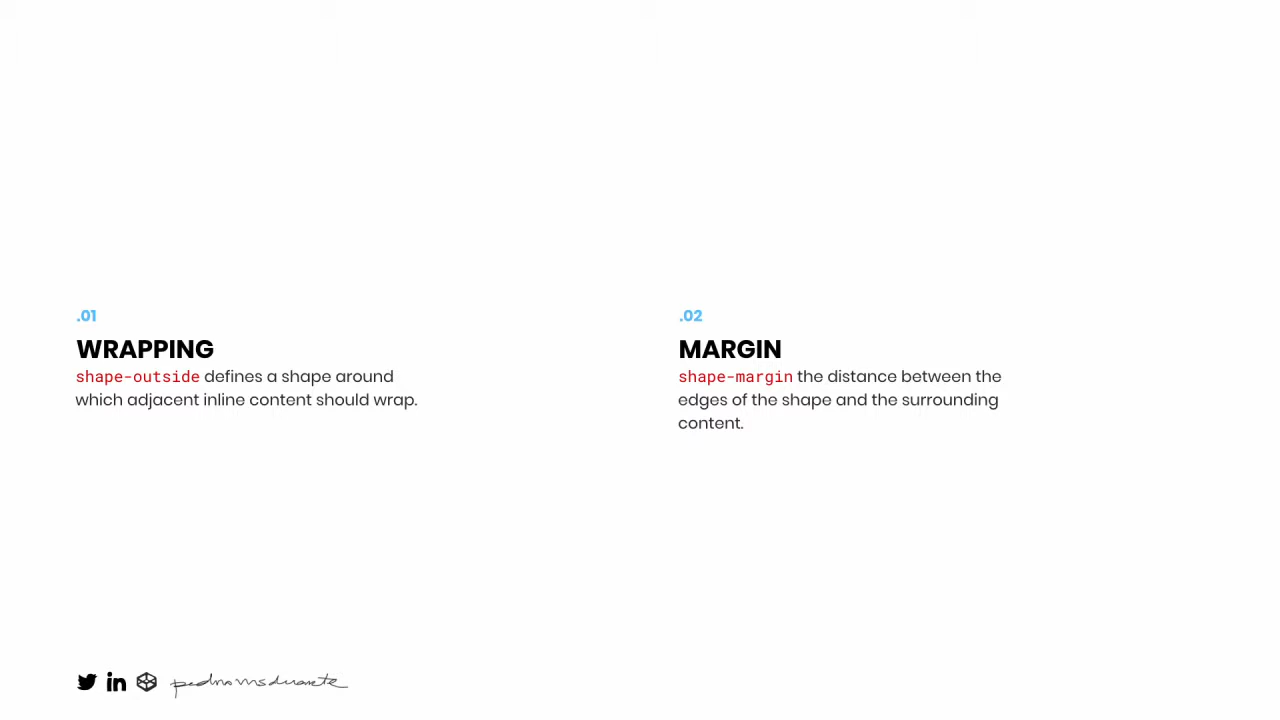 .01
WRAPPING
shape-outside defines a shape around
which adjacent inline content should wrap.
.02
MARGIN
shape-margin the distance between the
edges of the shape and the surrounding
content.
pedromsduarte